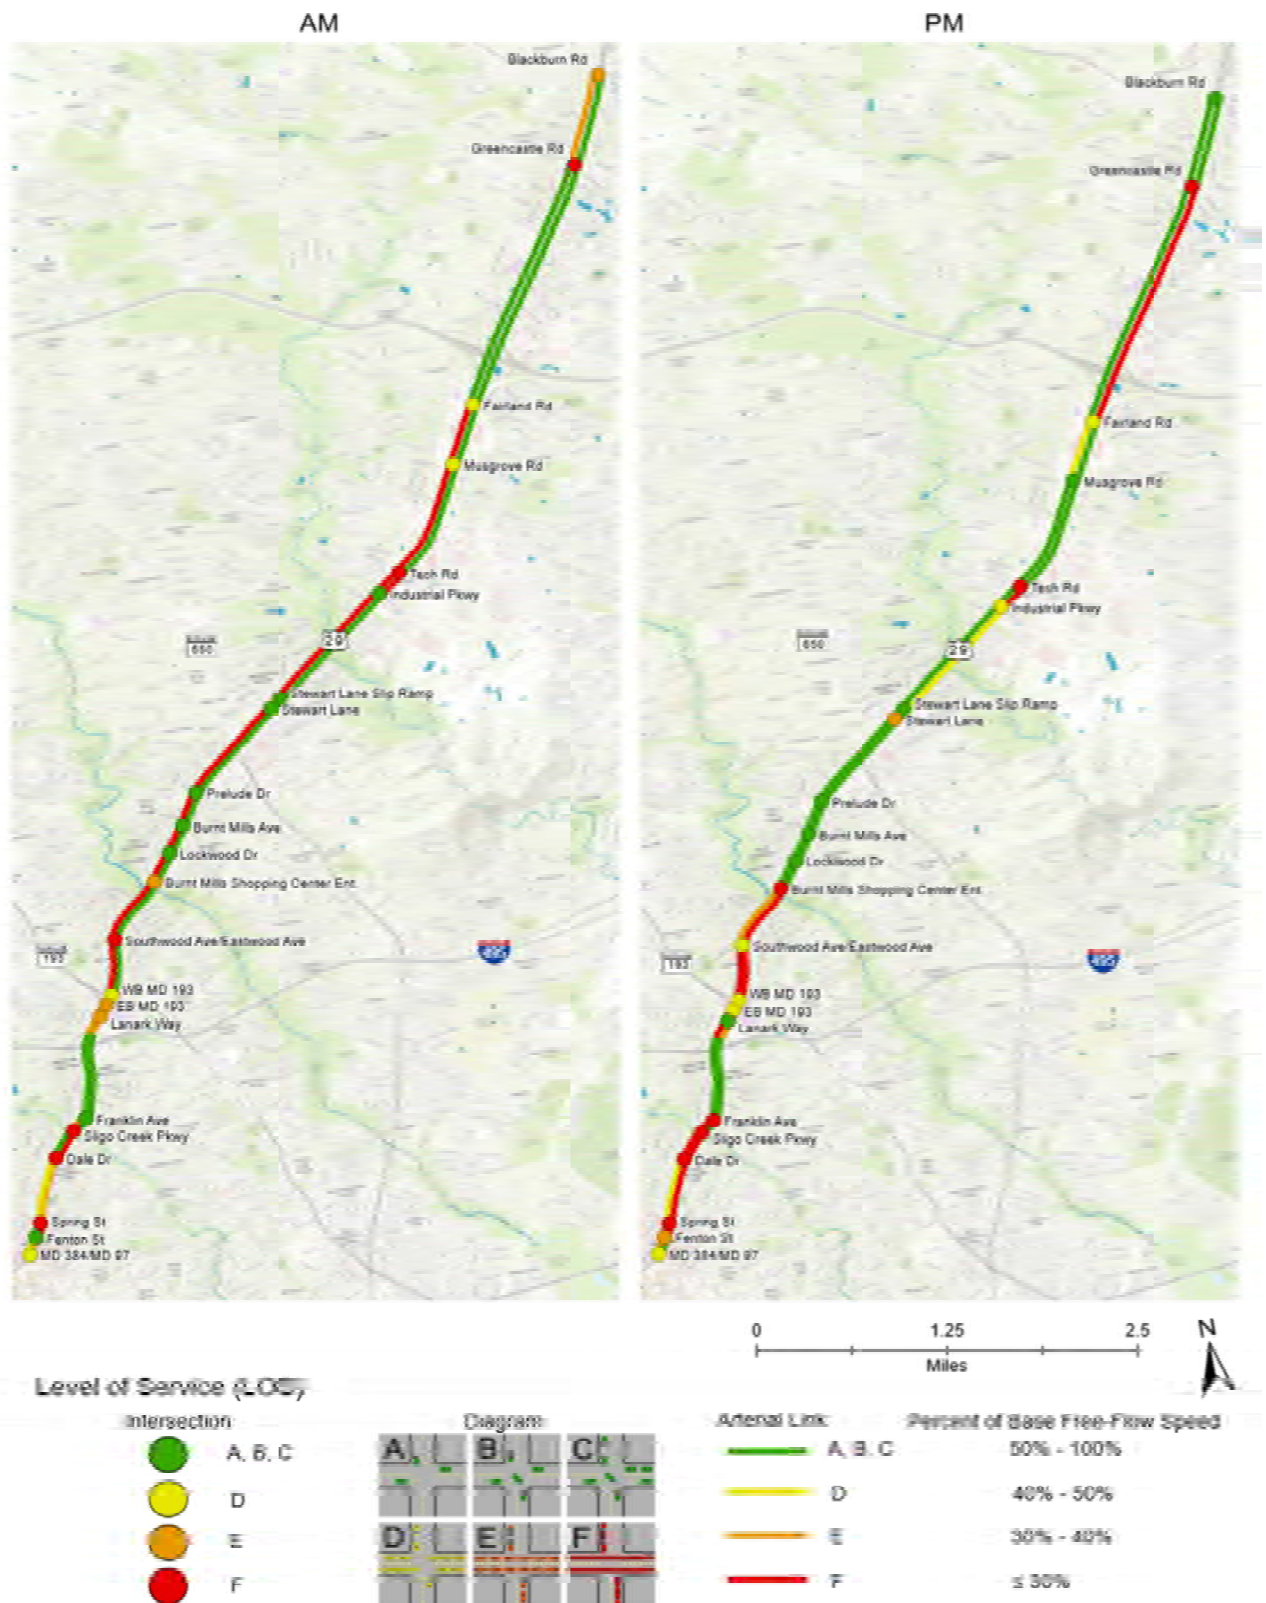 AM
PM
Blackburn Rd
Greencastle Rd
Fairland Rd
Musgrove Rd
Tech Rd
Industrial Pkwy
29
650
Stewart Lane Slip Ramp
Stewart Lane
Prelude Dr
Burnt Mills Ave
Lockwood Dr
Burnt Mills Shopping Center Ent.
Southwood Ave/Eastwood Ave
193
495
WB MD 193
EB MD 193
Lanark Way
Franklin Ave
Sligo Creek Pkwy
Dale Dr
Spring St
Fenton St
MD 384/MD 97
Blackburn Rd
Greencastle Rd
Fairland Rd
Musgrove Rd
Tech Rd
Industrial Pkwy
650
29
Stewart Lane Slip Ramp
Stewart Lane
Prelude Dr
Burnt Mills Ave
Lockwood Dr
Burnt Mills Shopping Center Ent.
Southwood Ave/Eastwood Ave
193
495
WB MD 193
EB MD 193
Lanark Way
Franklin Ave
Sligo Creek Pkwy
Dale Dr
Spring St
Fenton St
MD 384/MD 97
0 1.25 2.5
Miles
N
Level of Service (LOS)
Intersection Diagram Arterial Link Percent of Base Free-Flow Speed
A, B, C A B C A, B, C 50% - 100%
D D 40% - 50%
E D E F E 30% - 40%
F F ≤ 30%